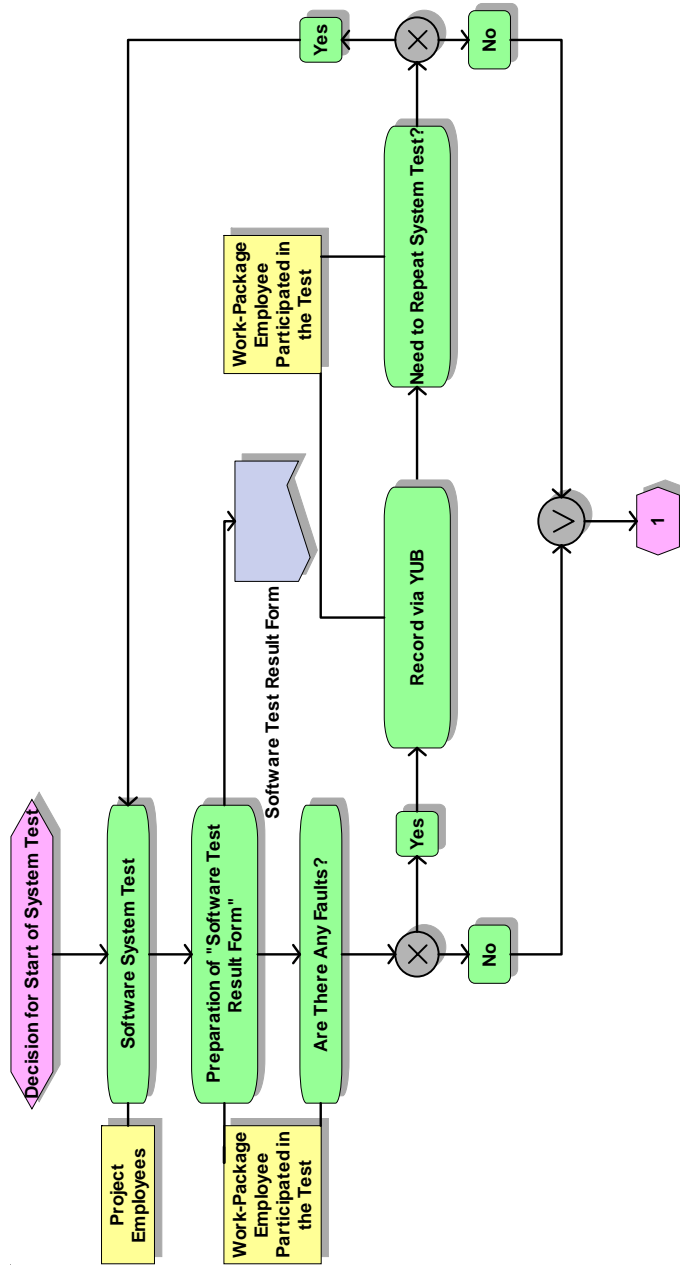 Decision for Start of System Test
Project
Employees
Software System Test
Yes
Work-Package
Employee
Participated in
the Test
Preparation of "Software Test
Result Form"
Software Test Result Form
Work-Package
Employee
Participated in
the Test
Are There Any Faults?
Yes
Record via YUB
Need to Repeat System Test?
No
No
1